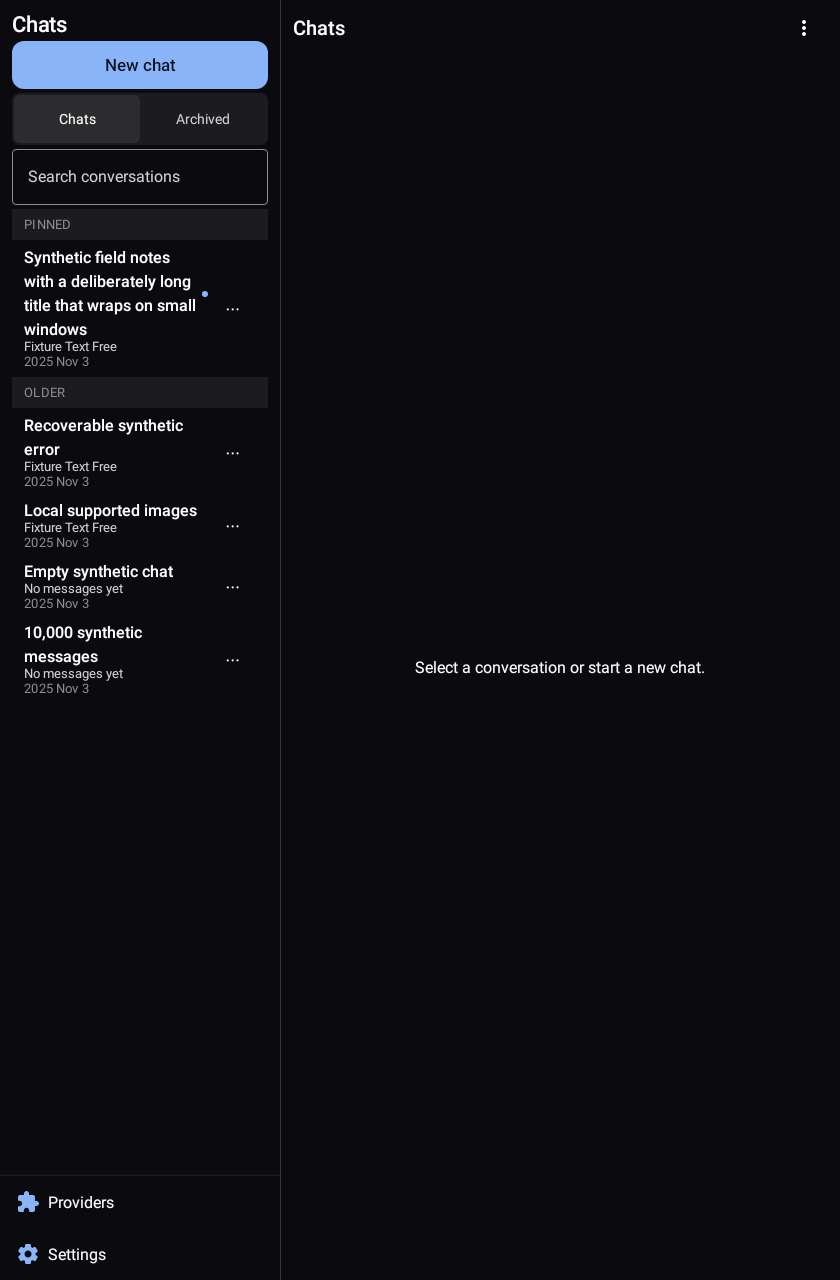 Chats
New chat
Chats
Archived
Search conversations
PINNED
Synthetic field notes
with a deliberately long
title that wraps on small
windows
Fixture Text Free
2025 Nov 3
OLDER
Recoverable synthetic
error
Fixture Text Free
2025 Nov 3
Local supported images
Fixture Text Free
2025 Nov 3
Empty synthetic chat
No messages yet
2025 Nov 3
10,000 synthetic
messages
No messages yet
2025 Nov 3
Providers
Settings
Chats
Select a conversation or start a new chat.